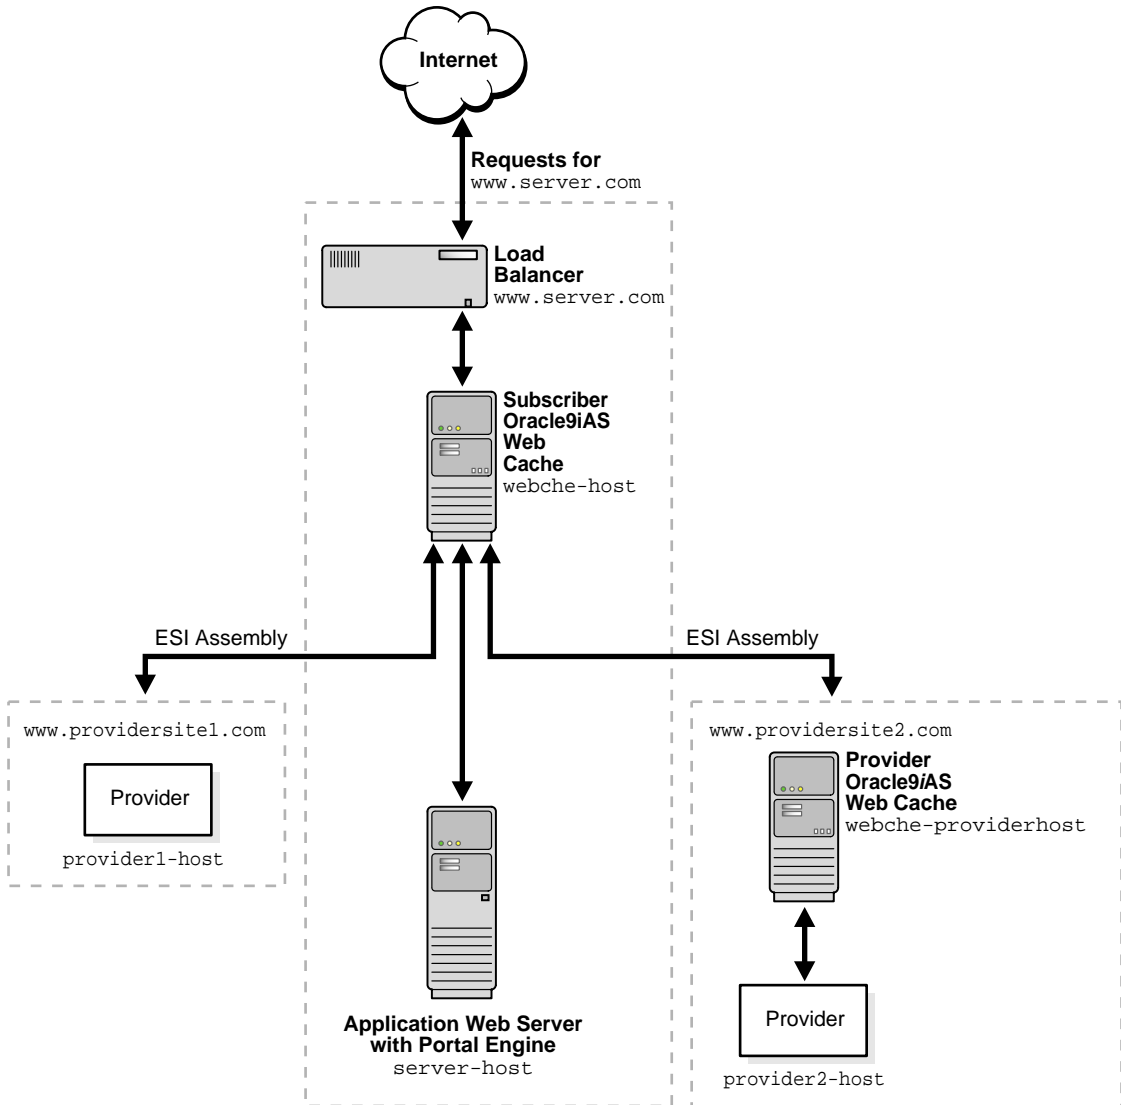 Internet
Requests for
www.server.com
Load
Balancer
www.server.com
Subscriber
Oracle9iAS
Web
Cache
webche-host
ESI Assembly
ESI Assembly
www.providersite1.com
Provider
provider1-host
www.providersite2.com
Provider
Oracle9iAS
Web Cache
webche-providerhost
Application Web Server
with Portal Engine
server-host
Provider
provider2-host